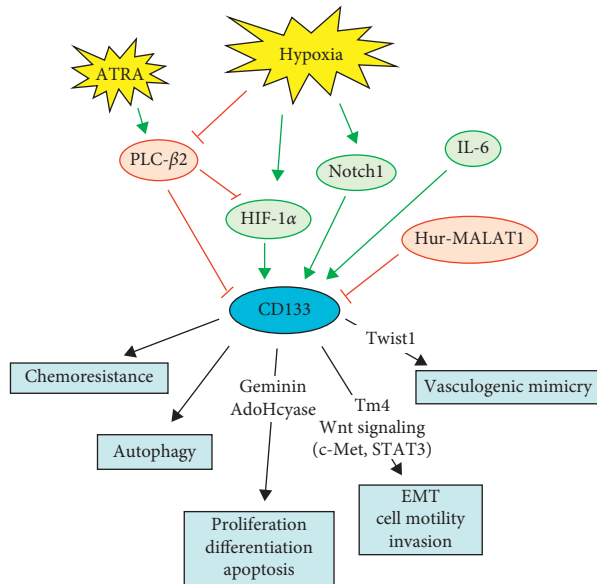 Hypoxia
ATRA
PLC-β2
Notch1
IL-6
HIF-1α
Hur-MALAT1
CD133
Twist1
Chemoresistance
Vasculogenic mimicry
Geminin
AdoHcyase
Tm4
Wnt signaling
(c-Met, STAT3)
Autophagy
EMT
cell motility
invasion
Proliferation
differentiation
apoptosis